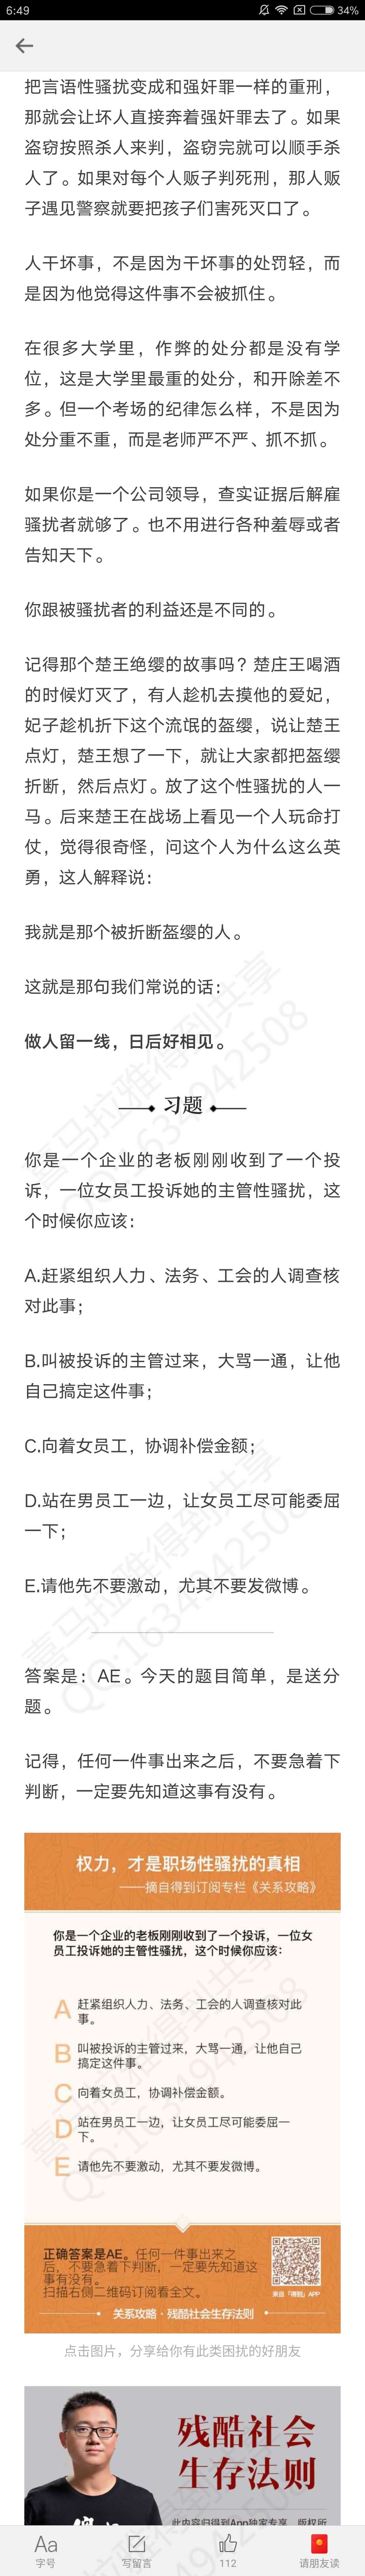 6:49
34%
把言语性骚扰变成和强奸罪一样的重刑，
那就会让坏人直接奔着强奸罪去了。如果
盗窃按照杀人来判，盗窃完就可以顺手杀
人了。如果对每个人贩子判死刑，那人贩
子遇见警察就要把孩子们害死灭口了。
人干坏事，不是因为干坏事的处罚轻，而
是因为他觉得这件事不会被抓住。
在很多大学里，作弊的处分都是没有学
位，这是大学里最重的处分，和开除差不
多。但一个考场的纪律怎么样，不是因为
处分重不重，而是老师严不严、抓不抓。
如果你是一个公司领导，查实证据后解雇
骚扰者就够了。也不用进行各种羞辱或者
告知天下。
你跟被骚扰者的利益还是不同的。
记得那个楚王绝缨的故事吗？楚庄王喝酒
的时候灯灭了，有人趁机去摸他的爱妃，
妃子趁机折下这个流氓的盔缨，说让楚王
点灯，楚王想了一下，就让大家都把盔缨
折断，然后点灯。放了这个性骚扰的人一
马。后来楚王在战场上看见一个人玩命打
仗，觉得很奇怪，问这个人为什么这么英
勇，这人解释说：
我就是那个被折断盔缨的人。
这就是那句我们常说的话：
做人留一线，日后好相见。
习题
你是一个企业的老板刚刚收到了一个投
诉，一位女员工投诉她的主管性骚扰，这
个时候你应该：
A.赶紧组织人力、法务、工会的人调查核
对此事；
B.叫被投诉的主管过来，大骂一通，让他
自己搞定这件事；
C.向着女员工，协调补偿金额；
D.站在男员工一边，让女员工尽可能委屈
一下；
E.请他先不要激动，尤其不要发微博。
答案是：AE。今天的题目简单，是送分
题。
记得，任何一件事出来之后，不要急着下
判断，一定要先知道这事有没有。
权力，才是职场性骚扰的真相
——摘自得到订阅专栏《关系攻略》
你是一个企业的老板刚刚收到了一个投诉，一位女
员工投诉她的主管性骚扰，这个时候你应该：
A 赶紧组织人力、法务、工会的人调查核对此
事。
B 叫被投诉的主管过来，大骂一通，让他自己
搞定这件事。
C 向着女员工，协调补偿金额。
D 站在男员工一边，让女员工尽可能委屈一
下。
E 请他先不要激动，尤其不要发微博。
正确答案是AE。任何一件事出来之
后，不要急着下判断，一定要先知道这
事有没有。
扫描右侧二维码订阅看全文。
来自「得到」APP
关系攻略·残酷社会生存法则
点击图片，分享给你有此类困扰的好朋友
残酷社会
生存法则
此内容归得到App独家专享，版权所
Aa
字号
写留言
112
请朋友读
喜马拉雅得到共享
QQ:1634942508